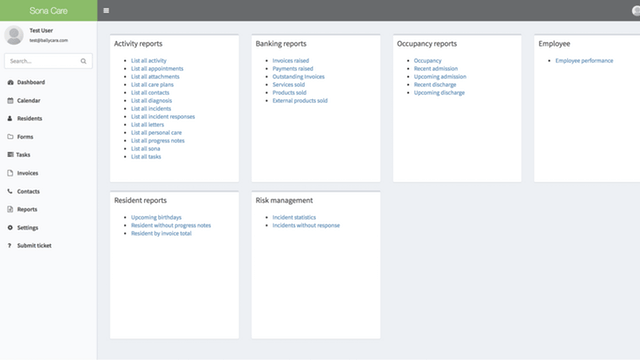 Sona Care
Test User
test@ballycara.com
Search...
Dashboard
Calendar
Residents
Forms
Tasks
Invoices
Contacts
Reports
Settings
Submit ticket
Activity reports
List all activity
List all appointments
List all attachments
List all care plans
List all contacts
List all diagnosis
List all incidents
List all incident responses
List all letters
List all personal care
List all progress notes
List all sona
List all tasks
Banking reports
Invoices raised
Payments raised
Outstanding invoices
Services sold
Products sold
External products sold
Occupancy reports
Occupancy
Recent admission
Upcoming admission
Recent discharge
Upcoming discharge
Employee
Employee performance
Resident reports
Upcoming birthdays
Resident without progress notes
Resident by invoice total
Risk management
Incident statistics
Incidents without response